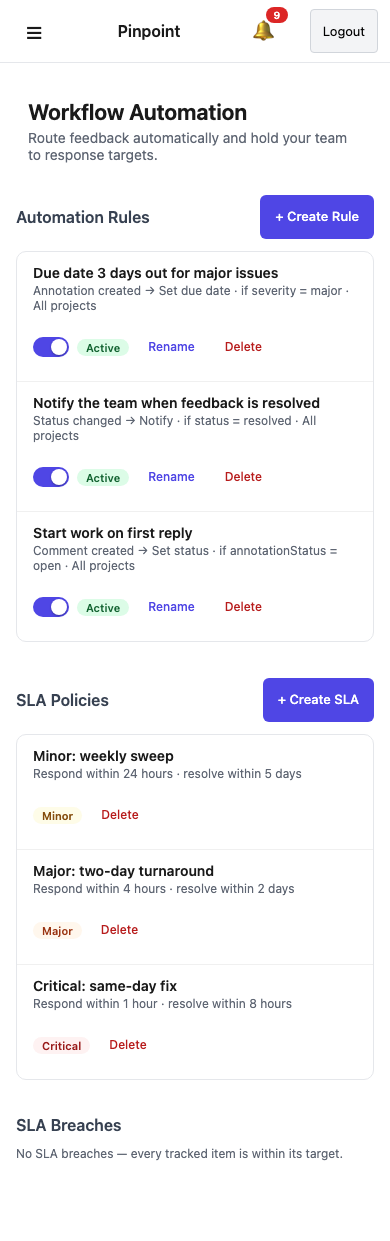 Pinpoint
9
Logout
Workflow Automation
Route feedback automatically and hold your team
to response targets.
Automation Rules
+ Create Rule
Due date 3 days out for major issues
Annotation created → Set due date · if severity = major ·
All projects
Active
Rename
Delete
Notify the team when feedback is resolved
Status changed → Notify · if status = resolved · All
projects
Active
Rename
Delete
Start work on first reply
Comment created → Set status · if annotationStatus =
open · All projects
Active
Rename
Delete
SLA Policies
+ Create SLA
Minor: weekly sweep
Respond within 24 hours · resolve within 5 days
Minor
Delete
Major: two-day turnaround
Respond within 4 hours · resolve within 2 days
Major
Delete
Critical: same-day fix
Respond within 1 hour · resolve within 8 hours
Critical
Delete
SLA Breaches
No SLA breaches — every tracked item is within its target.